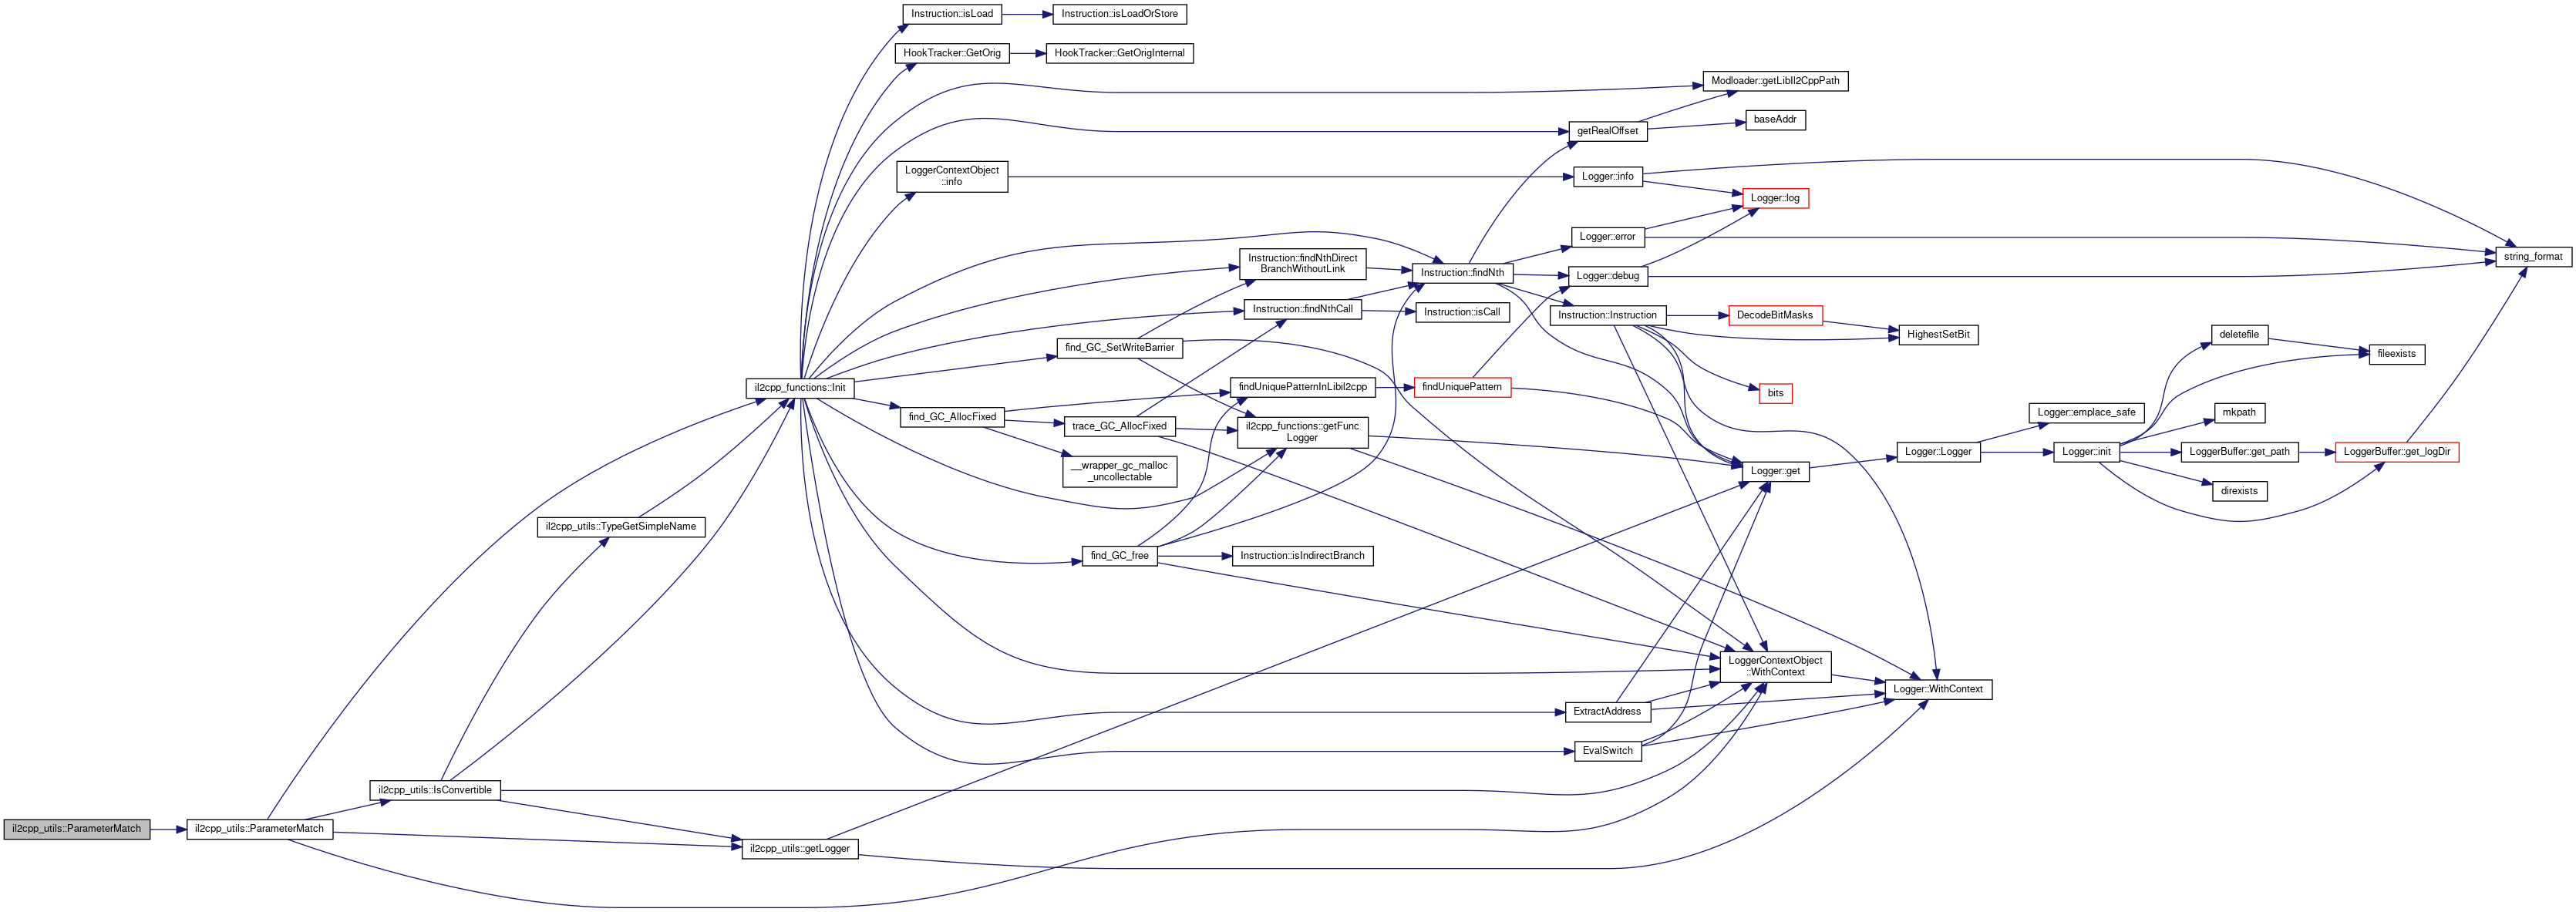 Instruction::isLoad
Instruction::isLoadOrStore
HookTracker::GetOrig
HookTracker::GetOrigInternal
Modloader::getLibIl2CppPath
baseAddr
getRealOffset
LoggerContextObject
::info
Logger::info
Logger::log
Logger::error
string_format
Instruction::findNthDirect
BranchWithoutLink
Instruction::findNth
Logger::debug
Instruction::findNthCall
Instruction::isCall
Instruction::Instruction
DecodeBitMasks
HighestSetBit
deletefile
fileexists
find_GC_SetWriteBarrier
il2cpp_functions::Init
findUniquePatternInLibil2cpp
findUniquePattern
bits
find_GC_AllocFixed
trace_GC_AllocFixed
il2cpp_functions::getFunc
Logger
Logger::emplace_safe
mkpath
__wrapper_gc_malloc
_uncollectable
Logger::get
Logger::Logger
Logger::init
LoggerBuffer::get_path
LoggerBuffer::get_logDir
direxists
il2cpp_utils::TypeGetSimpleName
find_GC_free
Instruction::isIndirectBranch
LoggerContextObject
::WithContext
Logger::WithContext
ExtractAddress
EvalSwitch
il2cpp_utils::IsConvertible
il2cpp_utils::ParameterMatch
il2cpp_utils::ParameterMatch
il2cpp_utils::getLogger